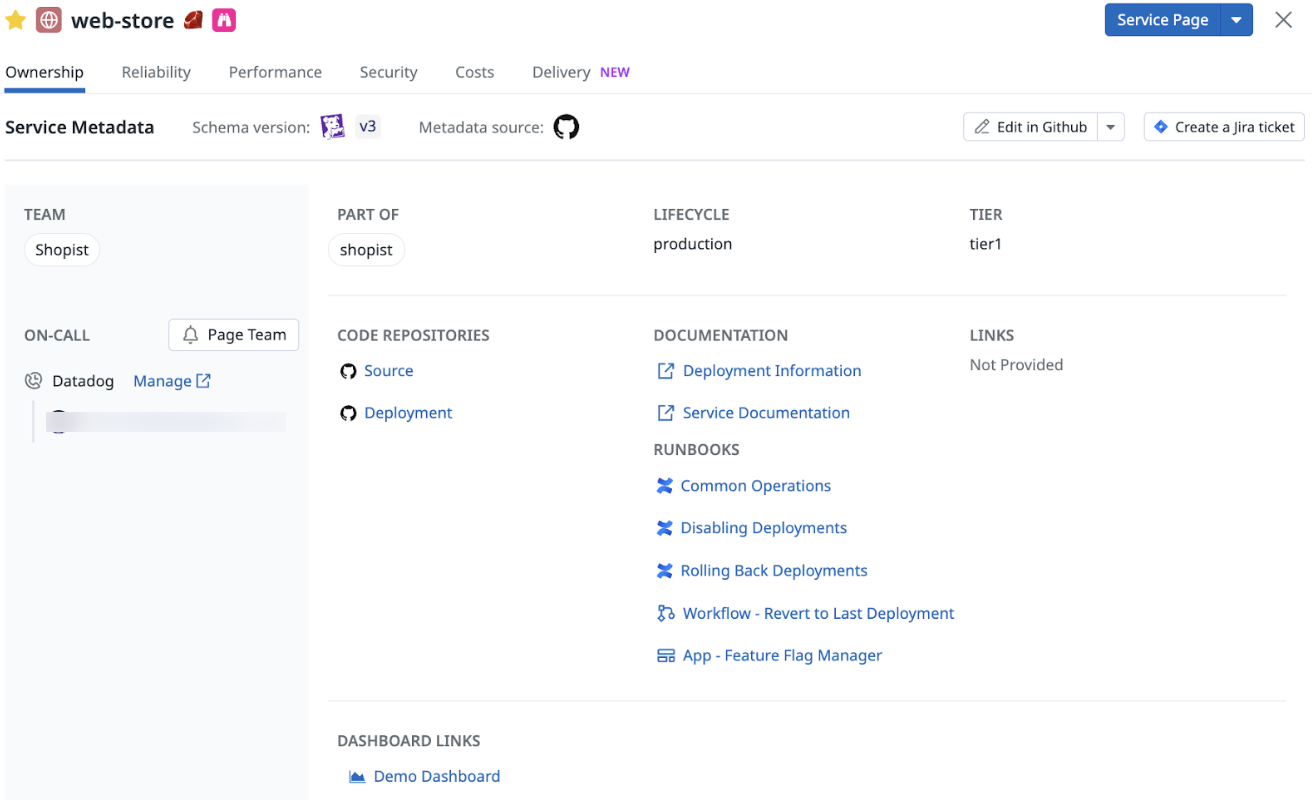 web-store
Service Page
Ownership Reliability Performance Security Costs Delivery NEW
Service Metadata Schema version: v3 Metadata source: Edit in Github Create a Jira ticket
TEAM
Shopist
PART OF
shopist
LIFECYCLE
production
TIER
tier1
ON-CALL Page Team
Datadog Manage
CODE REPOSITORIES
Source
Deployment
DOCUMENTATION
Deployment Information
Service Documentation
RUNBOOKS
Common Operations
Disabling Deployments
Rolling Back Deployments
Workflow - Revert to Last Deployment
App - Feature Flag Manager
LINKS
Not Provided
DASHBOARD LINKS
Demo Dashboard